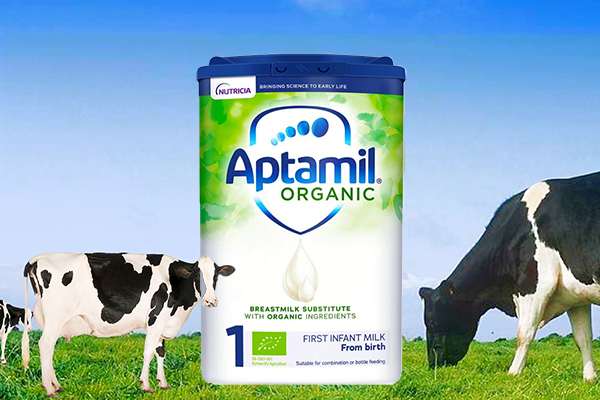 NUTRICIA
BRINGING SCIENCE TO EARLY LIFE
Aptamil®
ORGANIC
BREASTMILK SUBSTITUTE
WITH ORGANIC INGREDIENTS
1
FIRST INFANT MILK
From birth
Suitable for combination or bottle feeding